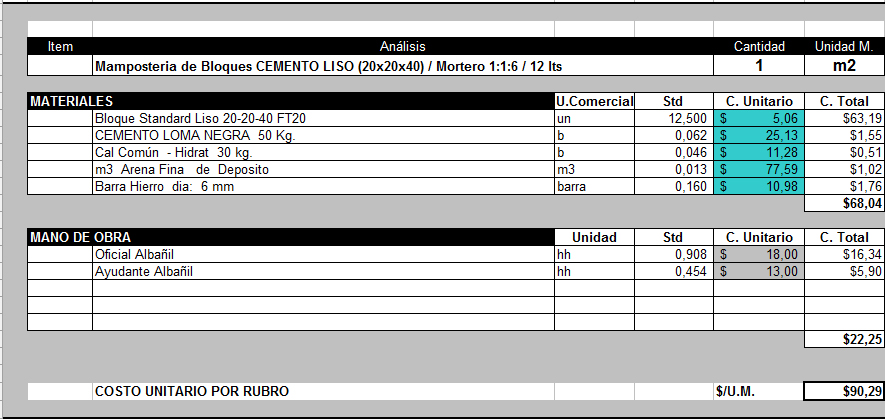 Item Análisis Cantidad Unidad M.
Mamposteria de Bloques CEMENTO LISO (20x20x40) / Mortero 1:1:6 / 12 lts 1 m2
MATERIALES U.Comercial Std C. Unitario C. Total
Bloque Standard Liso 20-20-40 FT20 un 12,500 $ 5,06 $63,19
CEMENTO LOMA NEGRA 50 Kg. b 0,062 $ 25,13 $1,55
Cal Común - Hidrat 30 kg. b 0,046 $ 11,28 $0,51
m3 Arena Fina de Deposito m3 0,013 $ 77,59 $1,02
Barra Hierro dia: 6 mm barra 0,160 $ 10,98 $1,76
$68,04
MANO DE OBRA Unidad Std C. Unitario C. Total
Oficial Albañil hh 0,908 $ 18,00 $16,34
Ayudante Albañil hh 0,454 $ 13,00 $5,90
$22,25
COSTO UNITARIO POR RUBRO $/U.M. $90,29